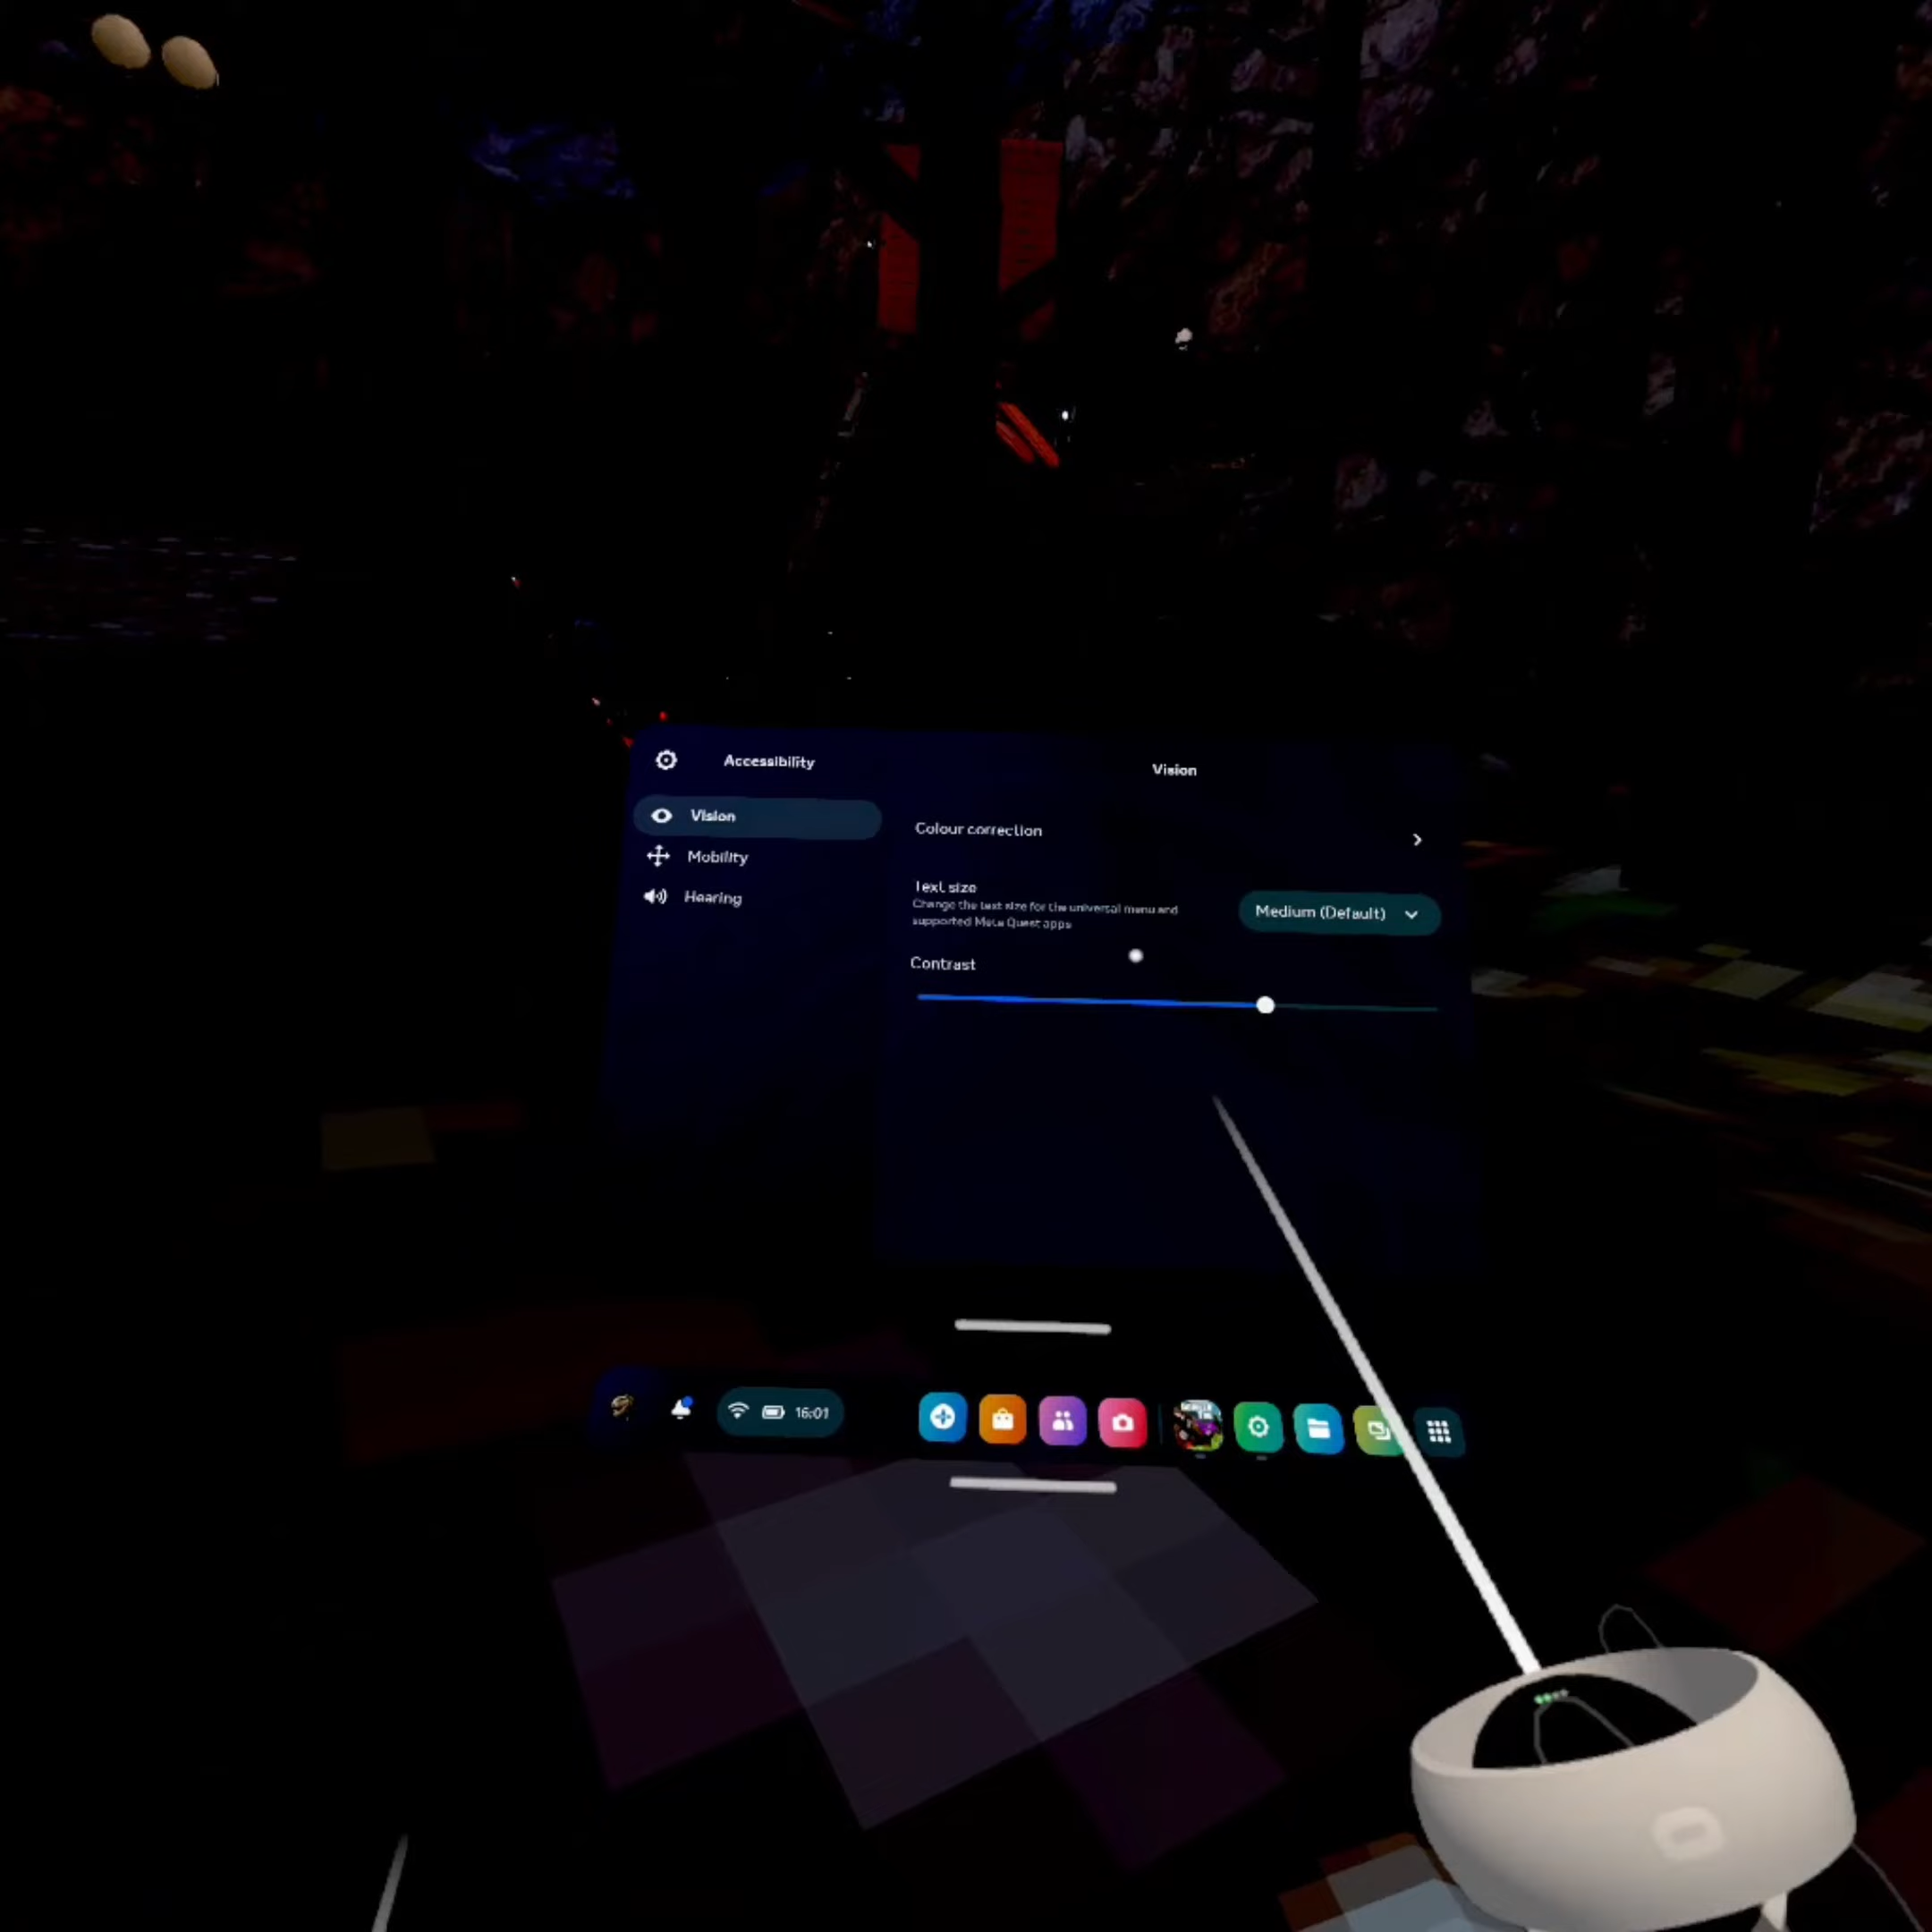 Accessibility
Vision
Vision
Mobility
Hearing
Colour correction
Text size
Change the text size for the universal menu and
supported Meta Quest apps
Medium (Default)
Contrast
16:01